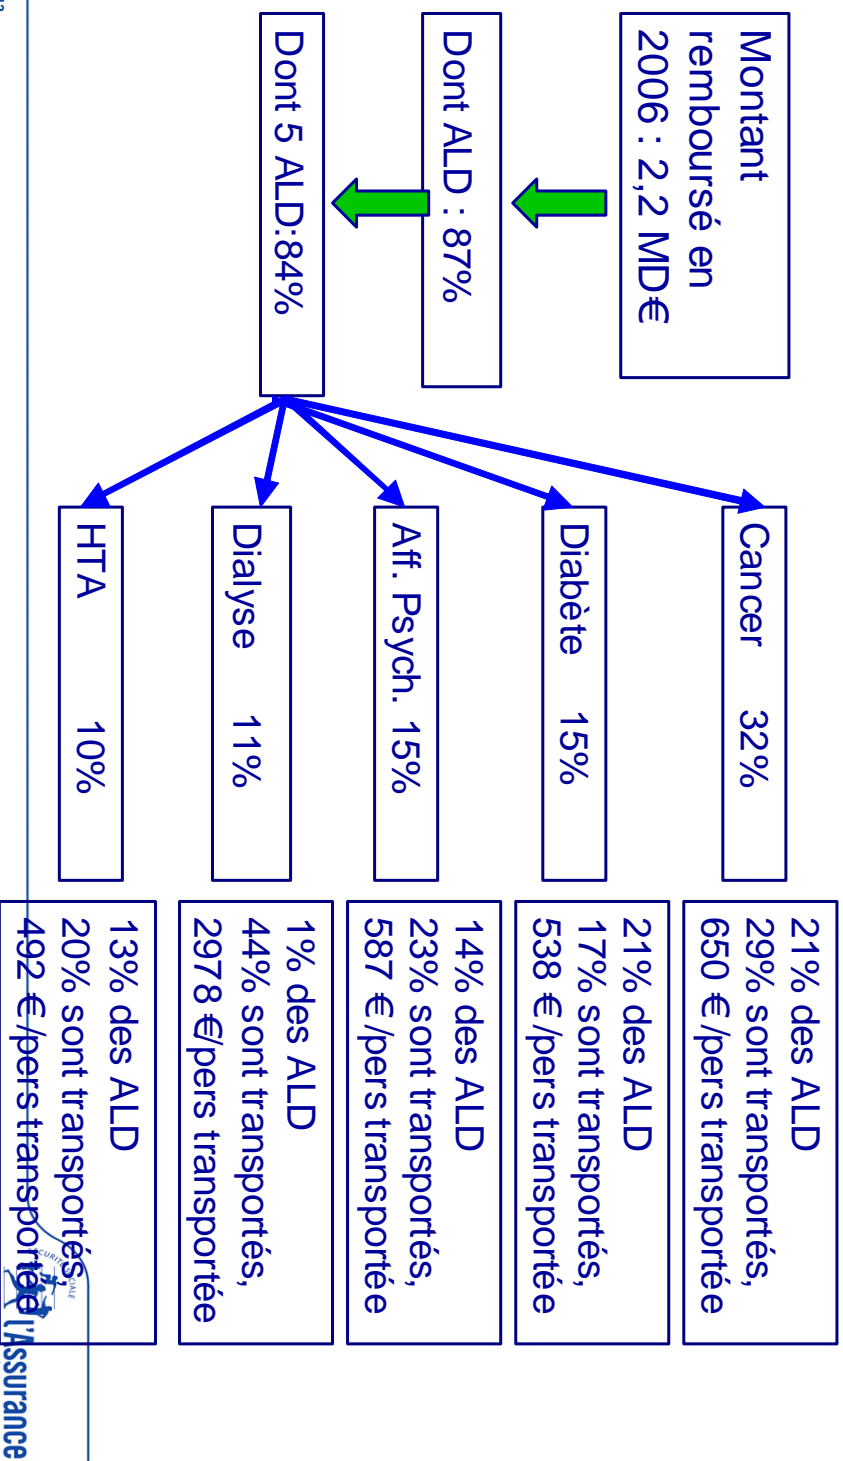 Montant
remboursé en
2006 : 2,2 MD€
Dont ALD : 87%
Dont 5 ALD:84%
Cancer 32%
21% des ALD
29% sont transportés,
650 €/pers transportée
Diabète 15%
21% des ALD
17% sont transportés,
538 €/pers transportée
Aff. Psych. 15%
14% des ALD
23% sont transportés,
587 €/pers transportée
Dialyse 11%
1% des ALD
44% sont transportés,
2978 €/pers transportée
HTA 10%
13% des ALD
20% sont transportés,
492 €/pers transportée
l'Assurance